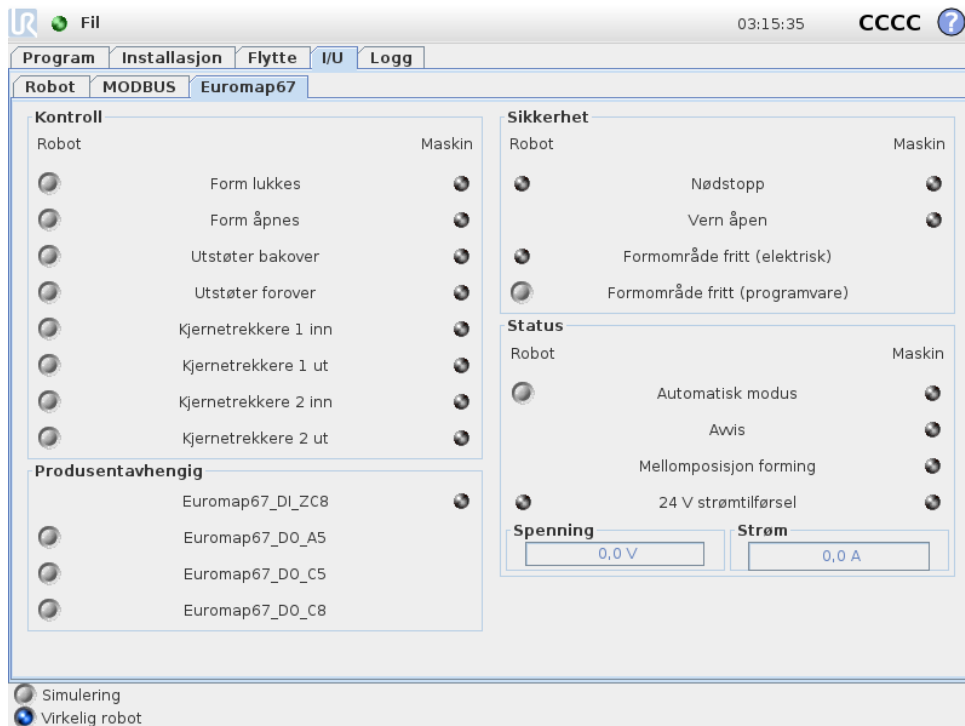 UR Fil 03:15:35 CCCC ?
Program Installasjon Flytte I/U Logg
Robot MODBUS Euromap67
Kontroll
Robot Maskin
Form lukkes
Form åpnes
Utstøter bakover
Utstøter forover
Kjernetrekkere 1 inn
Kjernetrekkere 1 ut
Kjernetrekkere 2 inn
Kjernetrekkere 2 ut
Produsentavhengig
Euromap67_DI_ZC8
Euromap67_DO_A5
Euromap67_DO_C5
Euromap67_DO_C8
Sikkerhet
Robot Maskin
Nødstopp
Vern åpen
Formområde fritt (elektrisk)
Formområde fritt (programvare)
Status
Robot Maskin
Automatisk modus
Avvis
Mellomposisjon forming
24 V strømtilførsel
Spenning
0,0 V
Strøm
0,0 A
Simulering
Virkelig robot